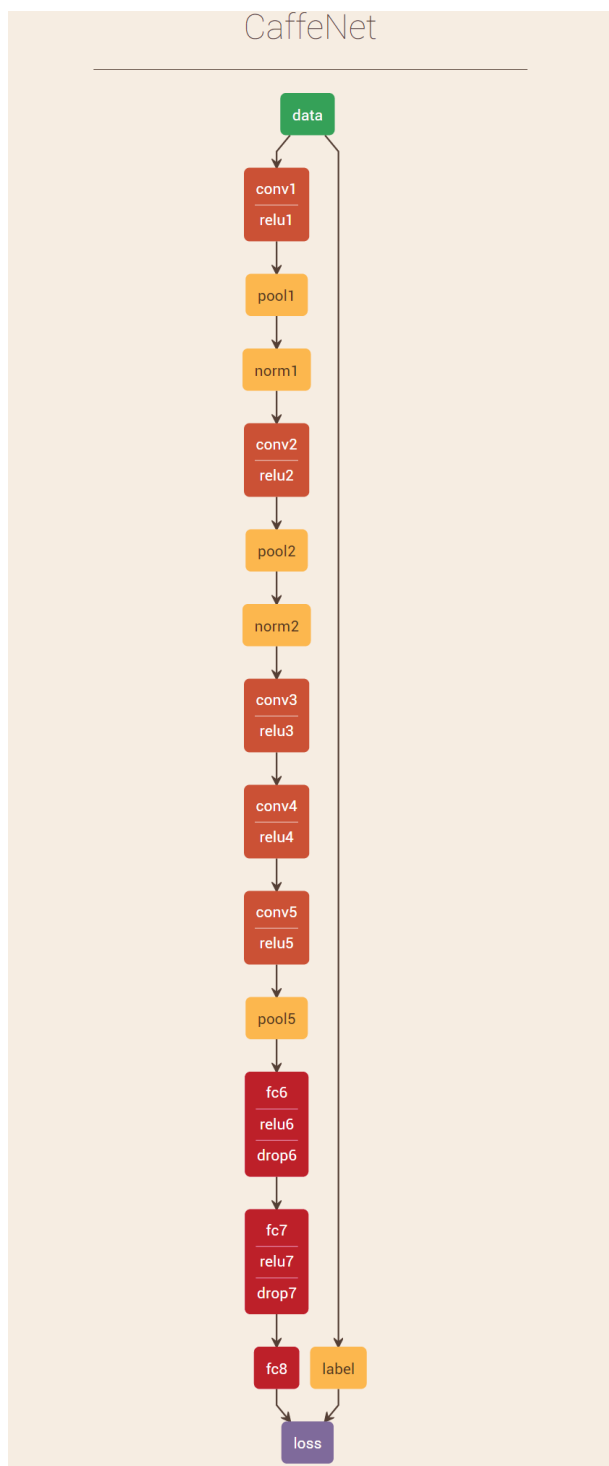 CaffeNet
data
conv1
relu1
pool1
norm1
conv2
relu2
pool2
norm2
conv3
relu3
conv4
relu4
conv5
relu5
pool5
fc6
relu6
drop6
fc7
relu7
drop7
fc8
label
loss